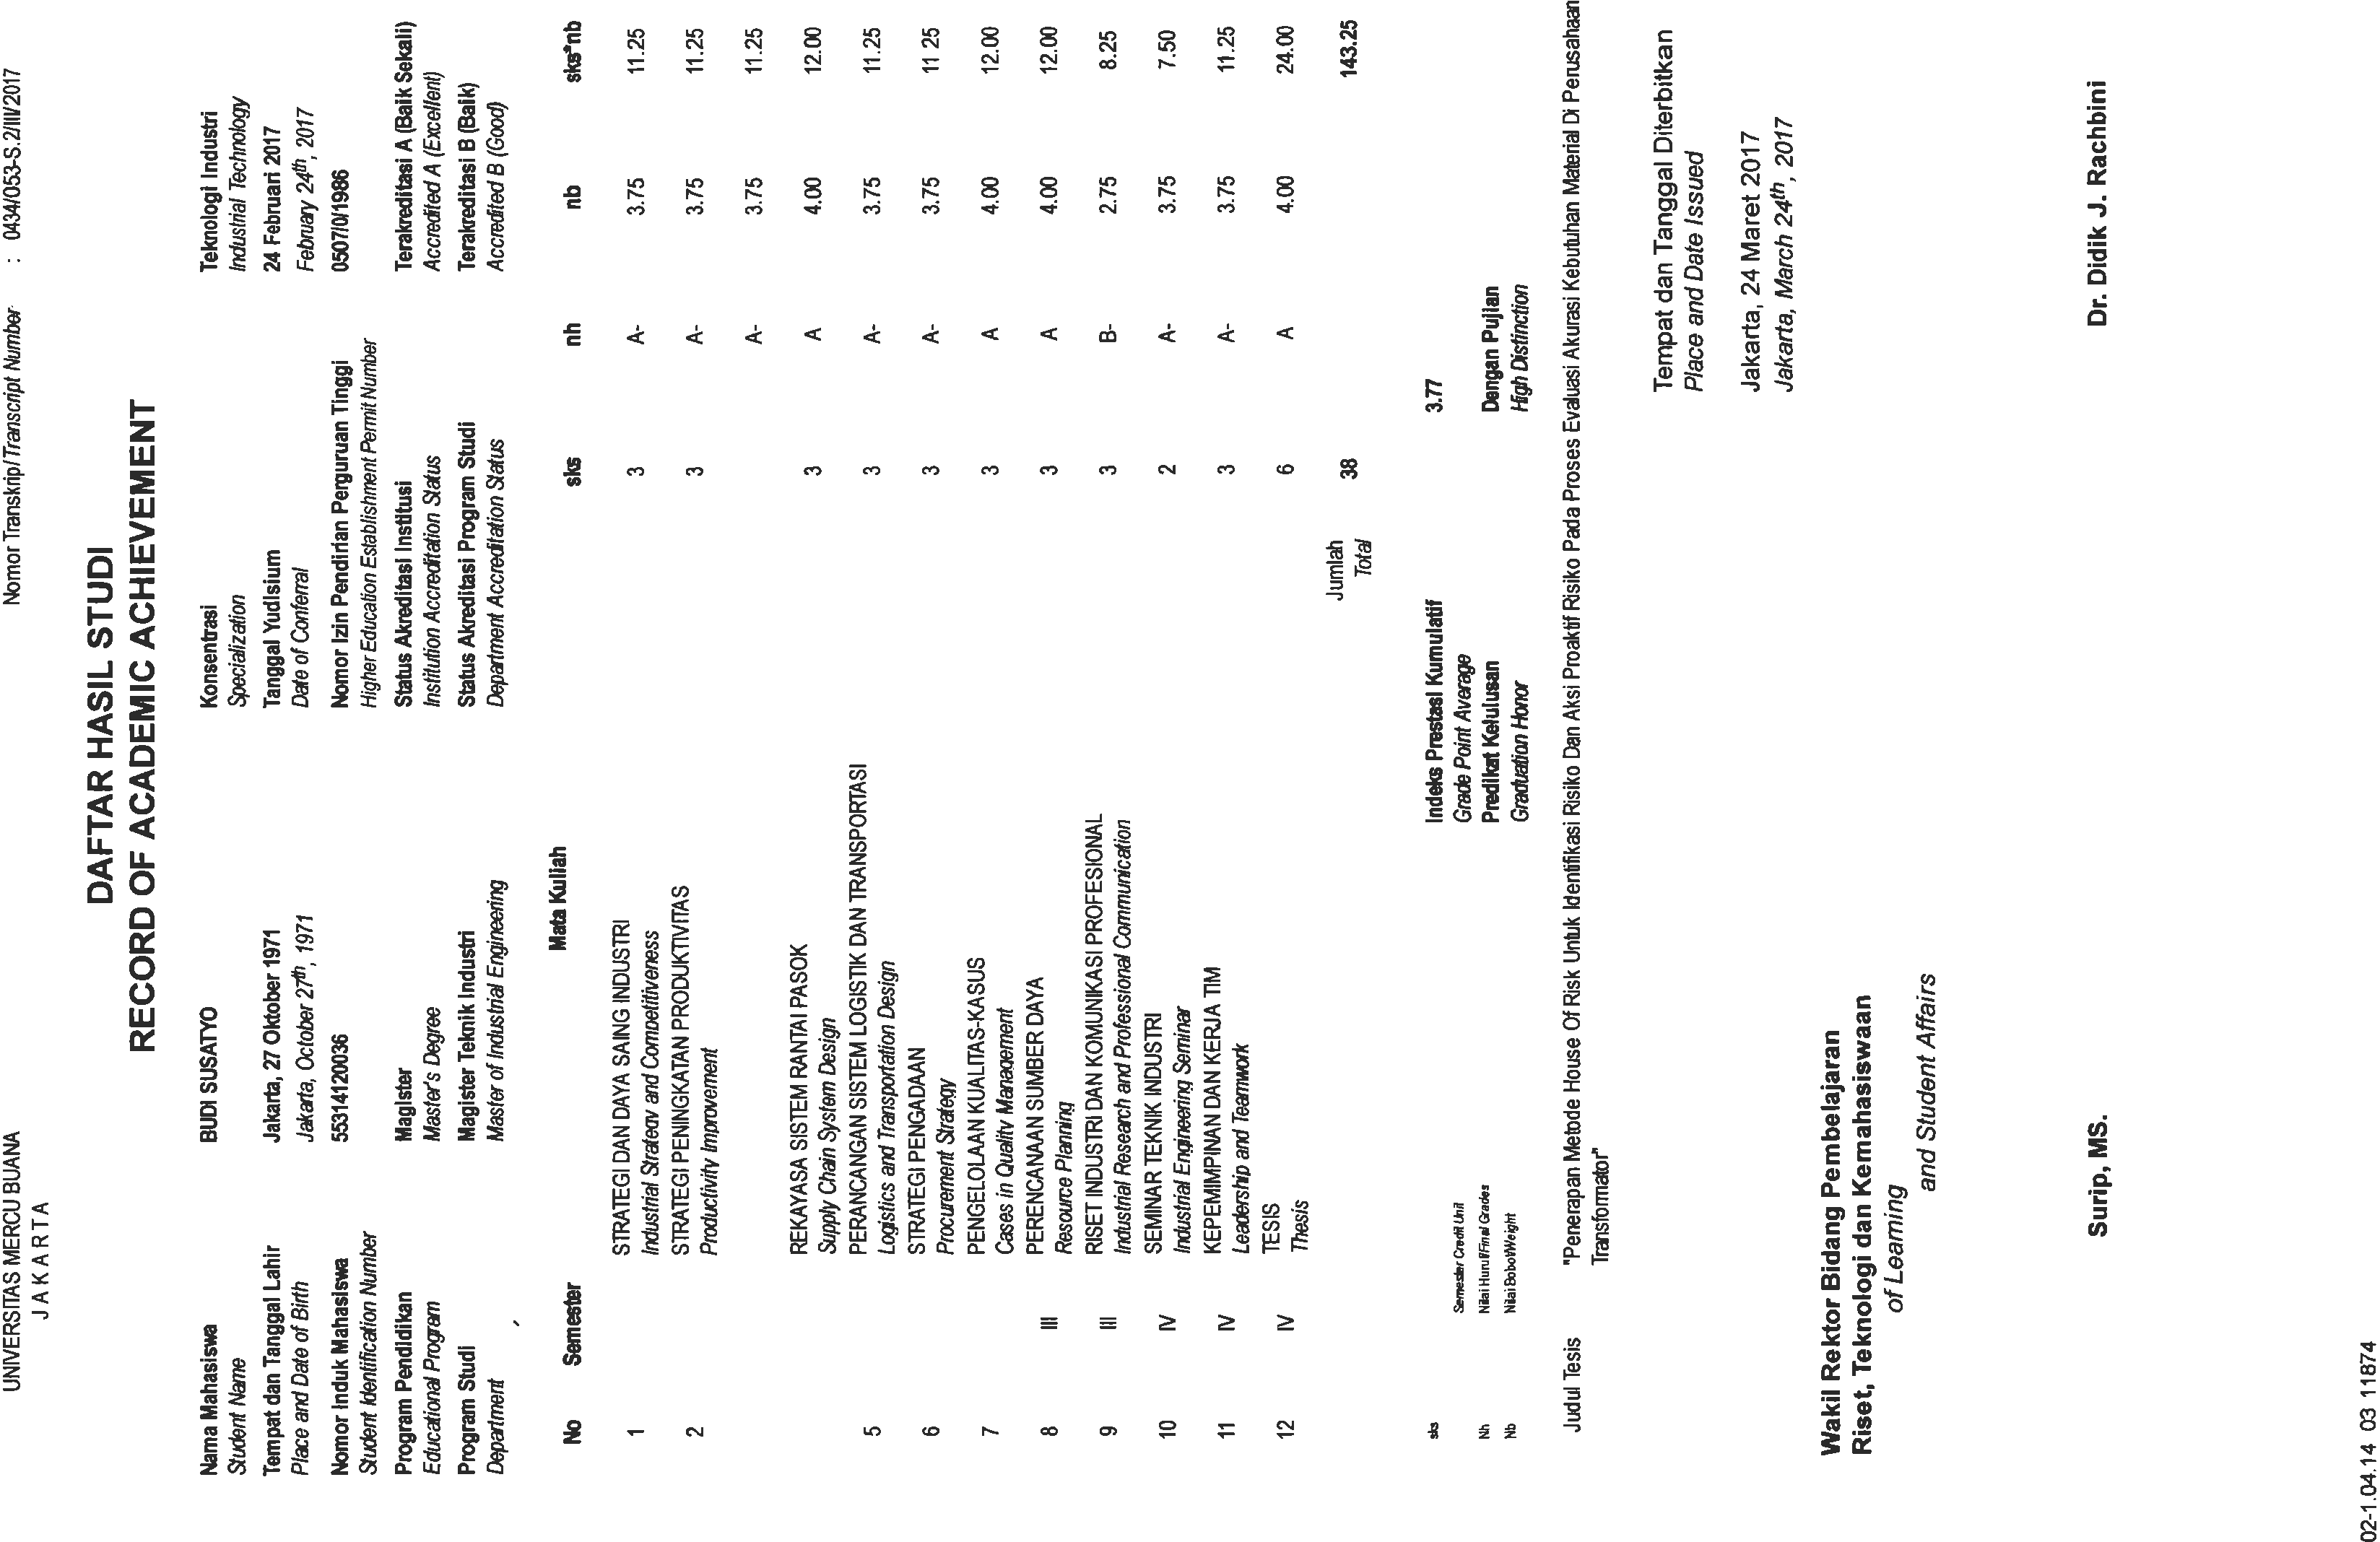 UNIVERSITAS MERCU BUANA
J A K A R T A
Nomor Transkrip/Transcript Number : 0434/053-S.2/III/2017
DAFTAR HASIL STUDI
RECORD OF ACADEMIC ACHIEVEMENT
Nama Mahasiswa BUDI SUSATYO Konsentrasi Teknologi Industri
Student Name Specialization Industrial Technology
Tempat dan Tanggal Lahir Jakarta, 27 Oktober 1971 Tanggal Yudisium 24 Februari 2017
Place and Date of Birth Jakarta, October 27th, 1971 Date of Conferral February 24th, 2017
Nomor Induk Mahasiswa 55314120036 Nomor Izin Pendirian Perguruan Tinggi 0507/0/1986
Student Identification Number Higher Education Establishment Permit Number
Program Pendidikan Magister Status Akreditasi Institusi Terakreditasi A (Baik Sekali)
Educational Program Master's Degree Institution Accreditation Status Accredited A (Excellent)
Program Studi Magister Teknik Industri Status Akreditasi Program Studi Terakreditasi B (Baik)
Department Master of Industrial Engineering Department Accreditation Status Accredited B (Good)
No Semester Mata Kuliah sks nh nb sks*nb
1 STRATEGI DAN DAYA SAING INDUSTRI 3 A- 3.75 11.25
Industrial Strategy and Competitiveness
2 STRATEGI PENINGKATAN PRODUKTIVITAS 3 A- 3.75 11.25
Productivity Improvement
A- 3.75 11.25
REKAYASA SISTEM RANTAI PASOK 3 A 4.00 12.00
Supply Chain System Design
5 PERANCANGAN SISTEM LOGISTIK DAN TRANSPORTASI 3 A- 3.75 11.25
Logistics and Transportation Design
6 STRATEGI PENGADAAN 3 A- 3.75 11 25
Procurement Strategy
7 PENGELOLAAN KUALITAS-KASUS 3 A 4.00 12.00
Cases in Quality Management
8 III PERENCANAAN SUMBER DAYA 3 A 4.00 12.00
Resource Planning
9 III RISET INDUSTRI DAN KOMUNIKASI PROFESIONAL 3 B- 2.75 8.25
Industrial Research and Professional Communication
10 IV SEMINAR TEKNIK INDUSTRI 2 A- 3.75 7.50
Industrial Engineering Seminar
11 IV KEPEMIMPINAN DAN KERJA TIM 3 A- 3.75 11.25
Leadership and Teamwork
12 IV TESIS 6 A 4.00 24.00
Thesis
Jumlah 38 143.25
Total
sks Indeks Prestasi Kumulatif 3.77
Semester Credit Unit Grade Point Average
Nh Nilai Huruf/Final Grades Predikat Kelulusan Dengan Pujian
Nb Nilai Bobot/Weight Graduation Honor High Distinction
Judul Tesis "Penerapan Metode House Of Risk Untuk Identifikasi Risiko Dan Aksi Proaktif Risiko Pada Proses Evaluasi Akurasi Kebutuhan Material Di Perusahaan
Transformator"
Tempat dan Tanggal Diterbitkan
Place and Date Issued
Jakarta, 24 Maret 2017
Jakarta, March 24th, 2017
Wakil Rektor Bidang Pembelajaran
Riset, Teknologi dan Kemahasiswaan
of Learning
and Student Affairs
Surip, MS. Dr. Didik J. Rachbini
02-1.04.14 03 11874